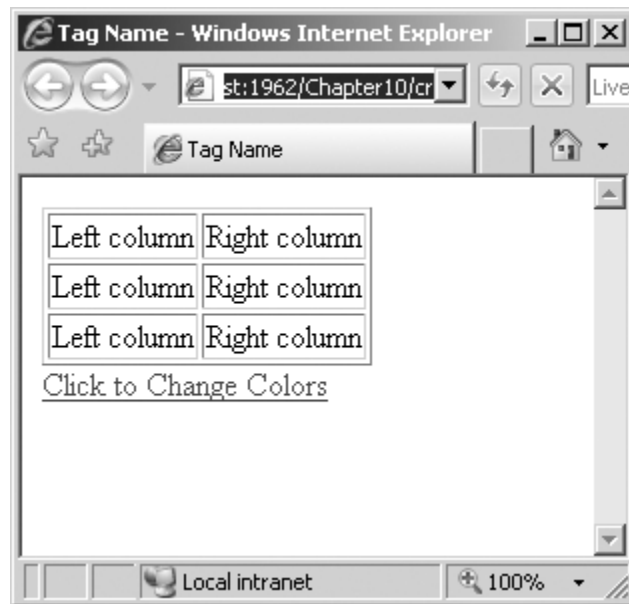 Tag Name - Windows Internet Explorer
st:1962/Chapter10/cr
Live
Tag Name
Left column Right column
Left column Right column
Left column Right column
Click to Change Colors
Local intranet 100%